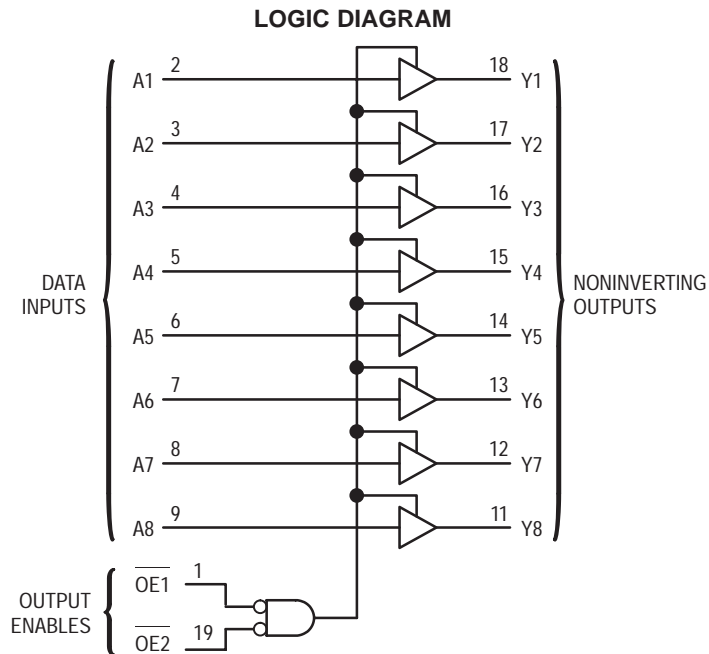 LOGIC DIAGRAM
A1 2 18 Y1
A2 3 17 Y2
A3 4 16 Y3
A4 5 15 Y4
DATA
INPUTS
NONINVERTING
OUTPUTS
A5 6 14 Y5
A6 7 13 Y6
A7 8 12 Y7
A8 9 11 Y8
OUTPUT
ENABLES
OE1 1
OE2 19